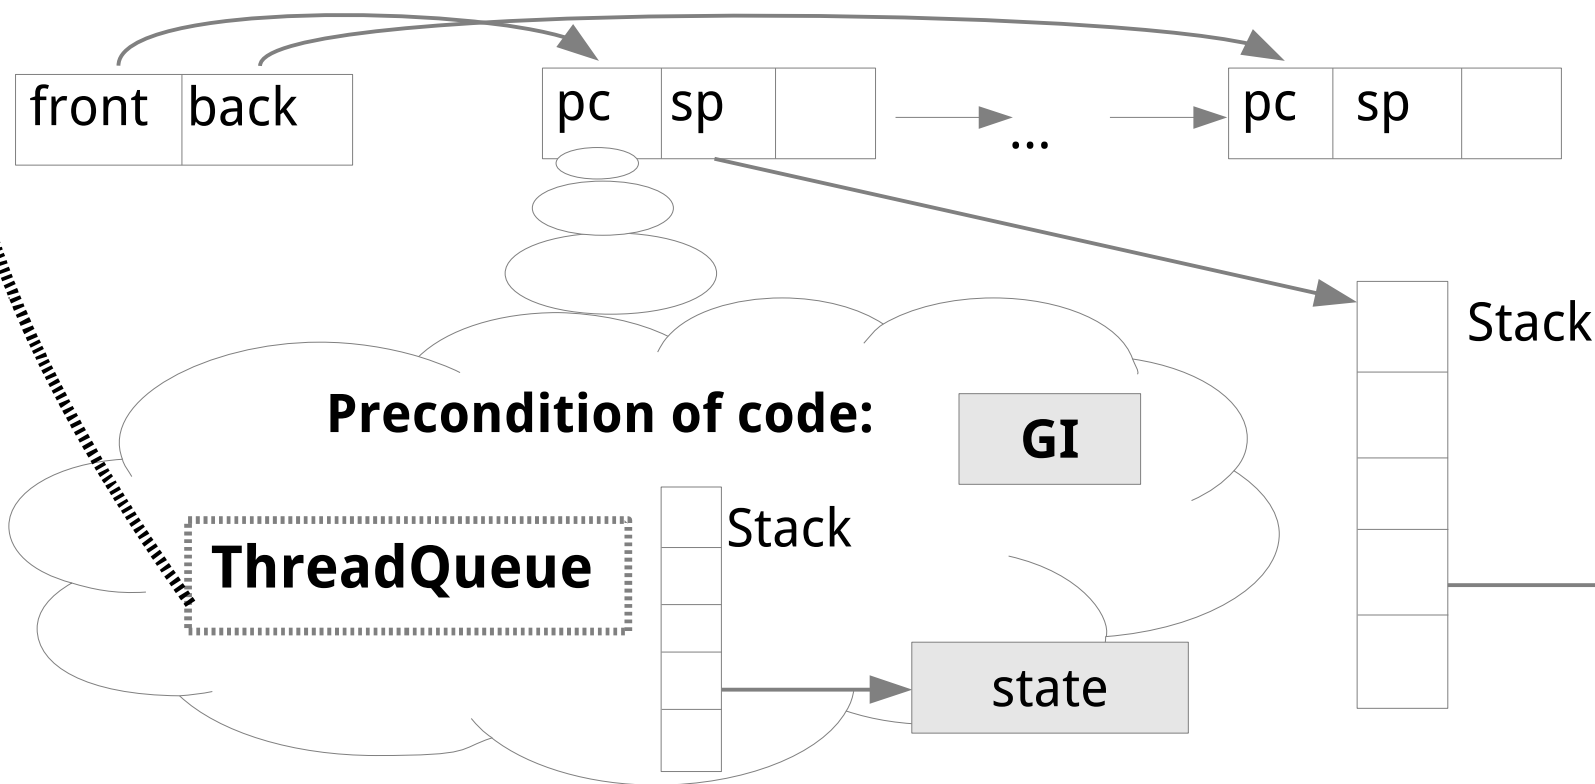 front back pc sp ... pc sp
Stack
Precondition of code:
GI
Stack
ThreadQueue
state